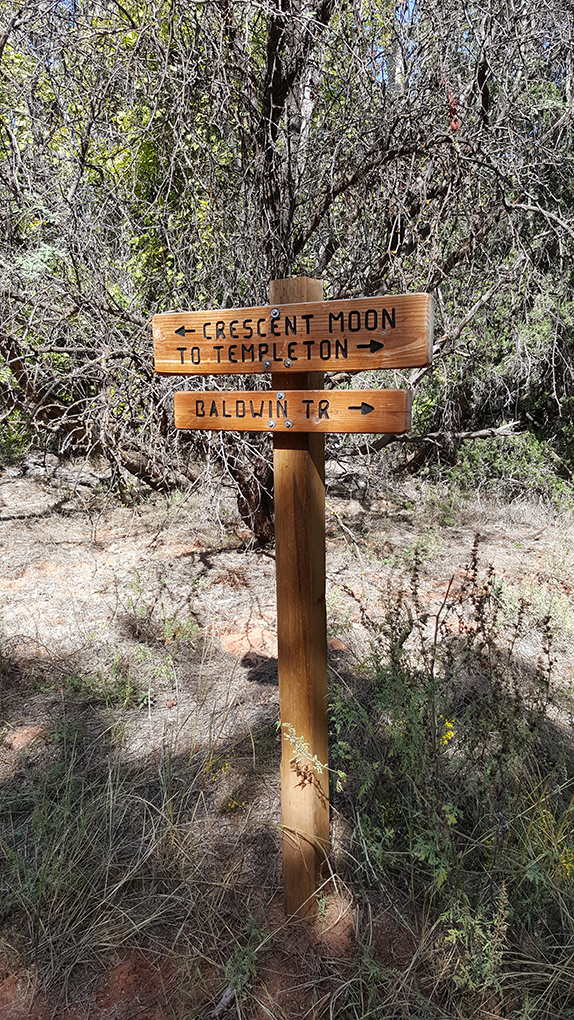 ← CRESCENT MOON
TO TEMPLETON →
BALDWIN TR →